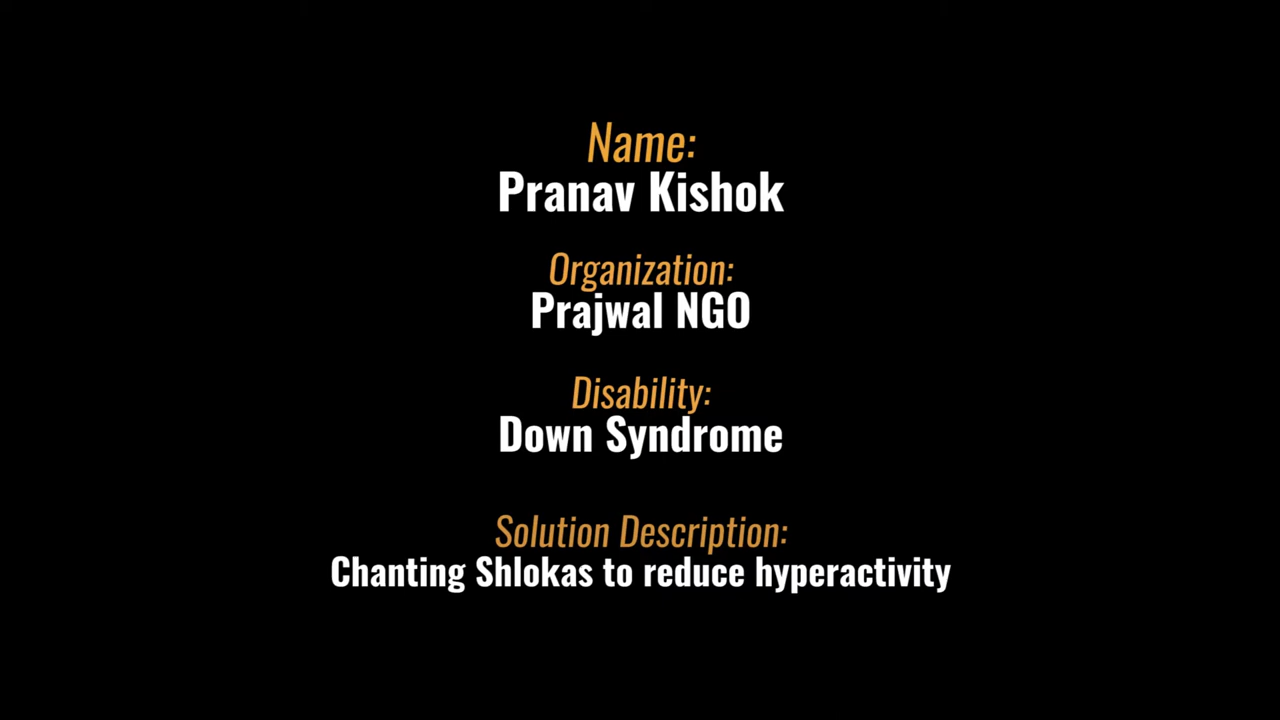 Name:
Pranav Kishok
Organization:
Prajwal NGO
Disability:
Down Syndrome
Solution Description:
Chanting Shlokas to reduce hyperactivity